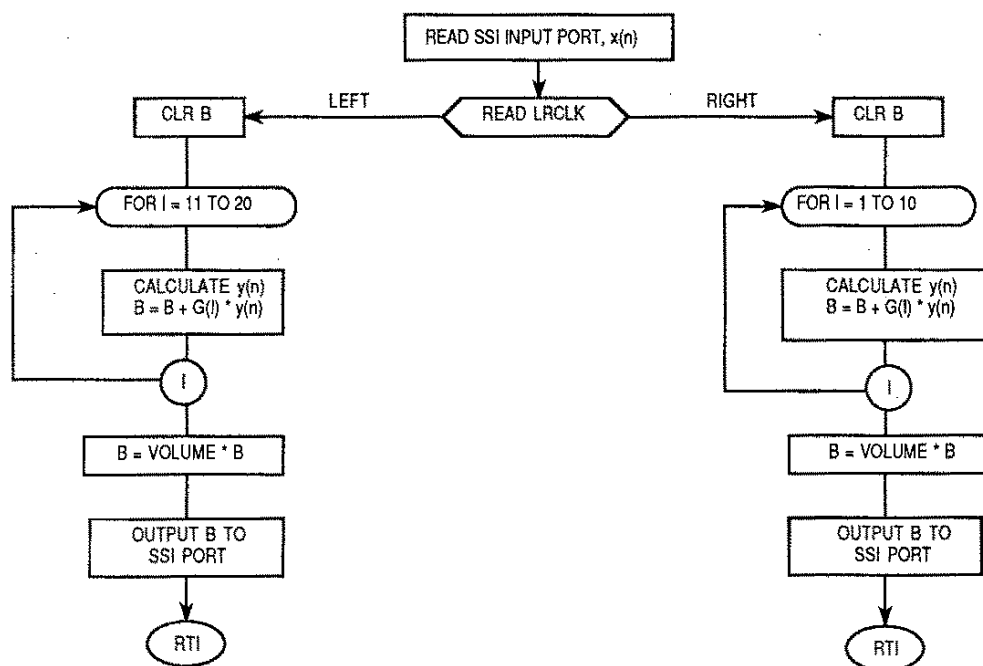 READ SSI INPUT PORT, x(n)
READ LRCLK
LEFT
RIGHT
CLR B
FOR I = 11 TO 20
CALCULATE y(n)
B = B + G(I) * y(n)
I
B = VOLUME * B
OUTPUT B TO
SSI PORT
RTI
CLR B
FOR I = 1 TO 10
CALCULATE y(n)
B = B + G(I) * y(n)
I
B = VOLUME * B
OUTPUT B TO
SSI PORT
RTI